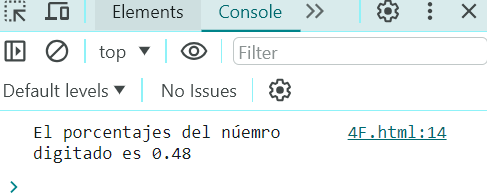 Elements Console
top Filter
Default levels No Issues
El porcentajes del núemro 4F.html:14
digitado es 0.48